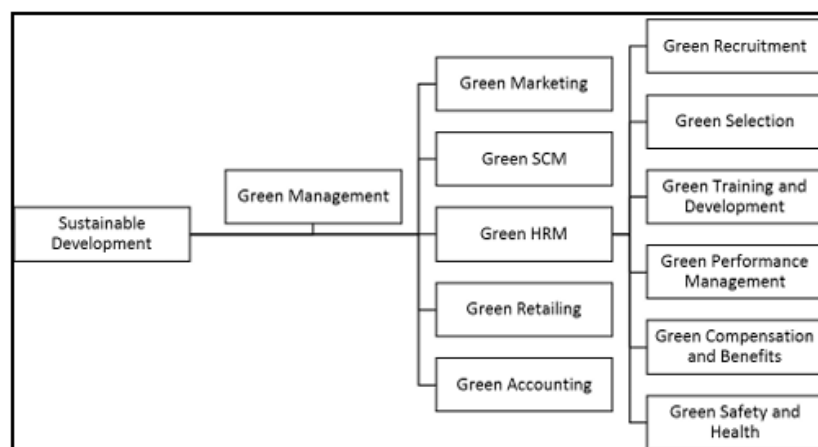 Sustainable
Development
Green Management
Green Marketing
Green SCM
Green HRM
Green Retailing
Green Accounting
Green Recruitment
Green Selection
Green Training and
Development
Green Performance
Management
Green Compensation
and Benefits
Green Safety and
Health